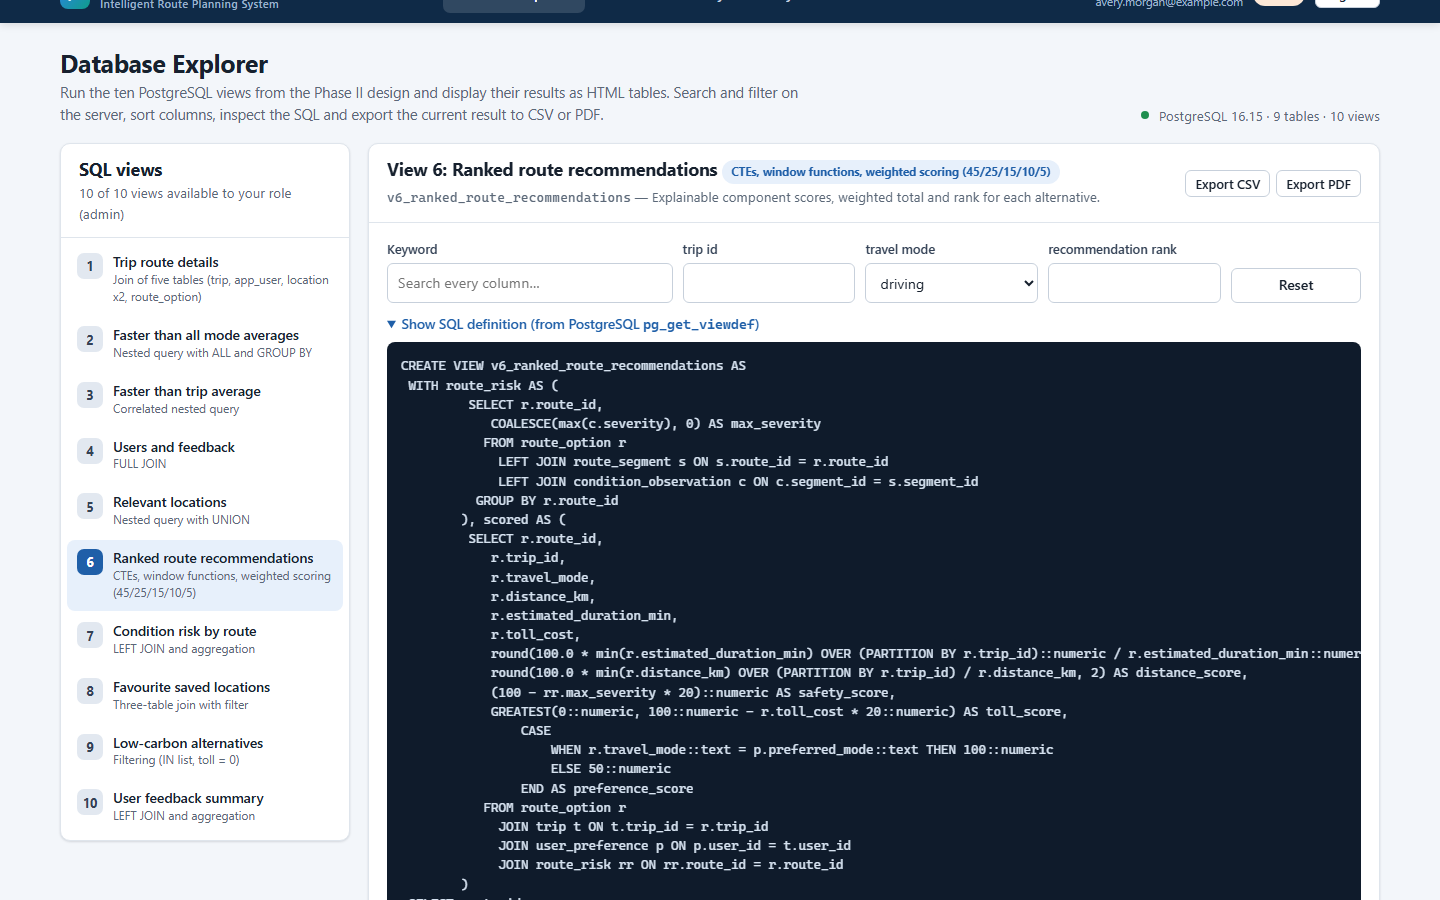 Intelligent Route Planning System
avery.morgan@example.com
Database Explorer
Run the ten PostgreSQL views from the Phase II design and display their results as HTML tables. Search and filter on
the server, sort columns, inspect the SQL and export the current result to CSV or PDF.
PostgreSQL 16.15 · 9 tables · 10 views
SQL views
10 of 10 views available to your role
(admin)
1
Trip route details
Join of five tables (trip, app_user, location
x2, route_option)
2
Faster than all mode averages
Nested query with ALL and GROUP BY
3
Faster than trip average
Correlated nested query
4
Users and feedback
FULL JOIN
5
Relevant locations
Nested query with UNION
6
Ranked route recommendations
CTEs, window functions, weighted scoring
(45/25/15/10/5)
7
Condition risk by route
LEFT JOIN and aggregation
8
Favourite saved locations
Three-table join with filter
9
Low-carbon alternatives
Filtering (IN list, toll = 0)
10
User feedback summary
LEFT JOIN and aggregation
View 6: Ranked route recommendations CTEs, window functions, weighted scoring (45/25/15/10/5)
v6_ranked_route_recommendations — Explainable component scores, weighted total and rank for each alternative.
Export CSV Export PDF
Keyword trip id travel mode recommendation rank
Search every column... driving Reset
▼ Show SQL definition (from PostgreSQL pg_get_viewdef)
CREATE VIEW v6_ranked_route_recommendations AS
WITH route_risk AS (
SELECT r.route_id,
COALESCE(max(c.severity), 0) AS max_severity
FROM route_option r
LEFT JOIN route_segment s ON s.route_id = r.route_id
LEFT JOIN condition_observation c ON c.segment_id = s.segment_id
GROUP BY r.route_id
), scored AS (
SELECT r.route_id,
r.trip_id,
r.travel_mode,
r.distance_km,
r.estimated_duration_min,
r.toll_cost,
round(100.0 * min(r.estimated_duration_min) OVER (PARTITION BY r.trip_id)::numeric / r.estimated_duration_min::numer
round(100.0 * min(r.distance_km) OVER (PARTITION BY r.trip_id) / r.distance_km, 2) AS distance_score,
(100 - rr.max_severity * 20)::numeric AS safety_score,
GREATEST(0::numeric, 100::numeric - r.toll_cost * 20::numeric) AS toll_score,
CASE
WHEN r.travel_mode::text = p.preferred_mode::text THEN 100::numeric
ELSE 50::numeric
END AS preference_score
FROM route_option r
JOIN trip t ON t.trip_id = r.trip_id
JOIN user_preference p ON p.user_id = t.user_id
JOIN route_risk rr ON rr.route_id = r.route_id
)